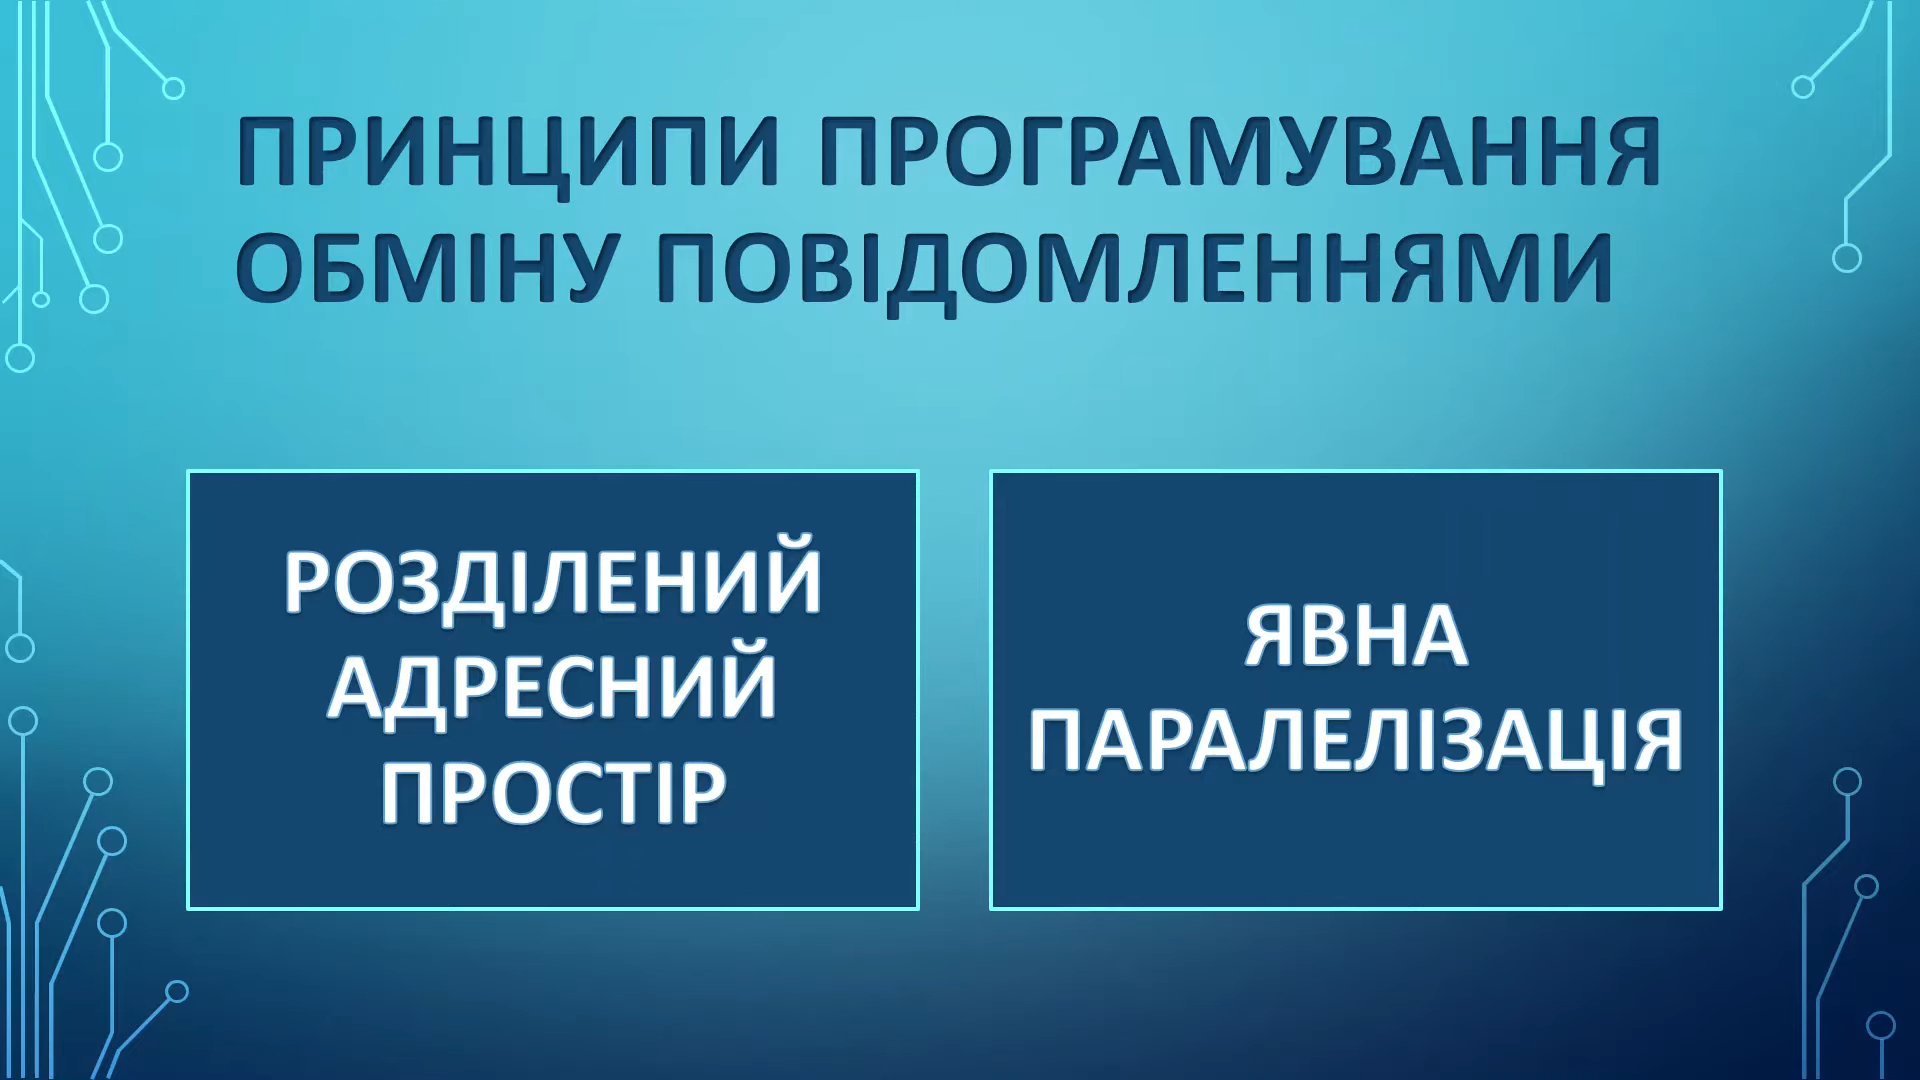 ПРИНЦИПИ ПРОГРАМУВАННЯ
ОБМІНУ ПОВІДОМЛЕННЯМИ
РОЗДІЛЕНИЙ
АДРЕСНИЙ
ПРОСТІР
ЯВНА
ПАРАЛЕЛІЗАЦІЯ